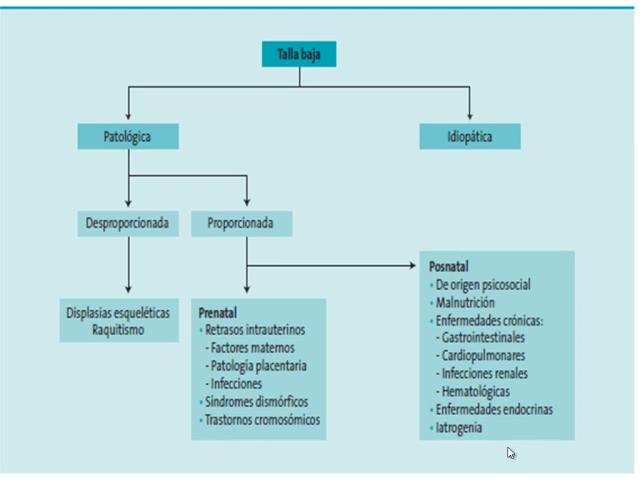 Talla baja
Patológica
Idiopática
Desproporcionada
Proporcionada
Displasias esqueléticas
Raquitismo
Prenatal
• Retrasos intrauterinos
- Factores maternos
- Patología placentaria
- Infecciones
• Síndromes dismórficos
• Trastornos cromosómicos
Posnatal
• De origen psicosocial
• Malnutrición
• Enfermedades crónicas:
- Gastrointestinales
- Cardiopulmonares
- Infecciones renales
- Hematológicas
• Enfermedades endocrinas
• Iatrogenia